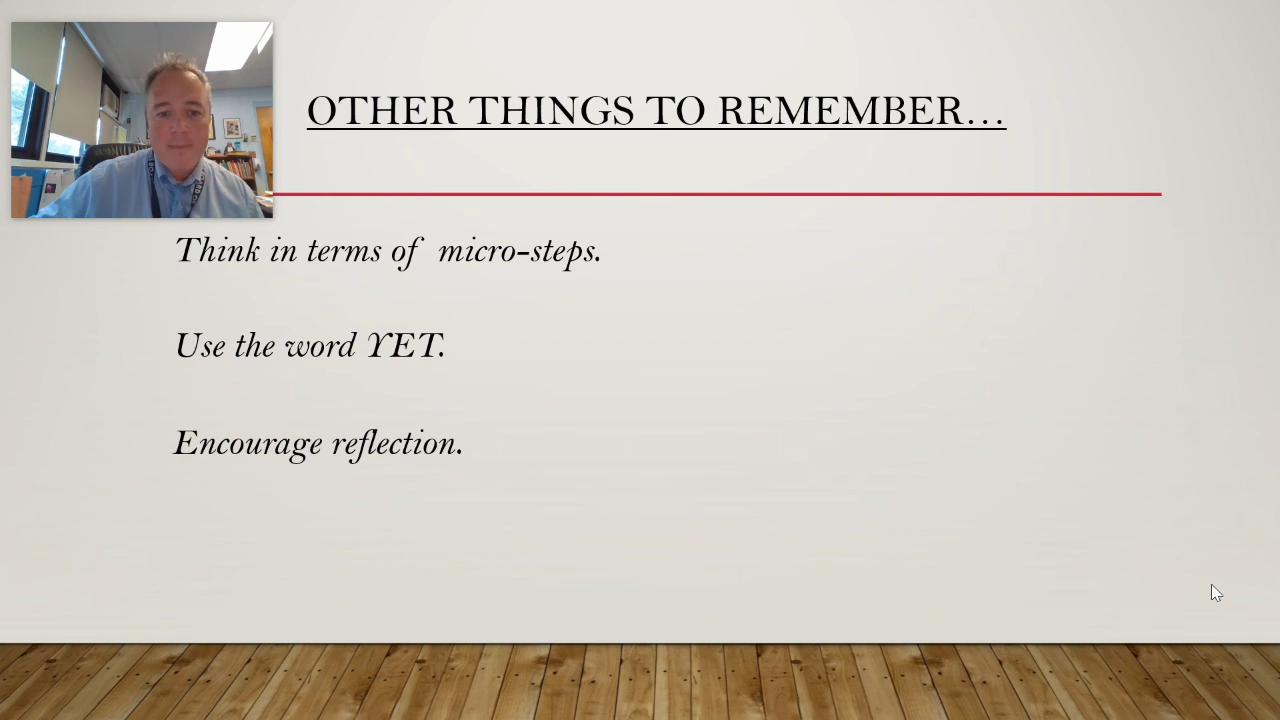 OTHER THINGS TO REMEMBER…
Think in terms of micro-steps.
Use the word YET.
Encourage reflection.